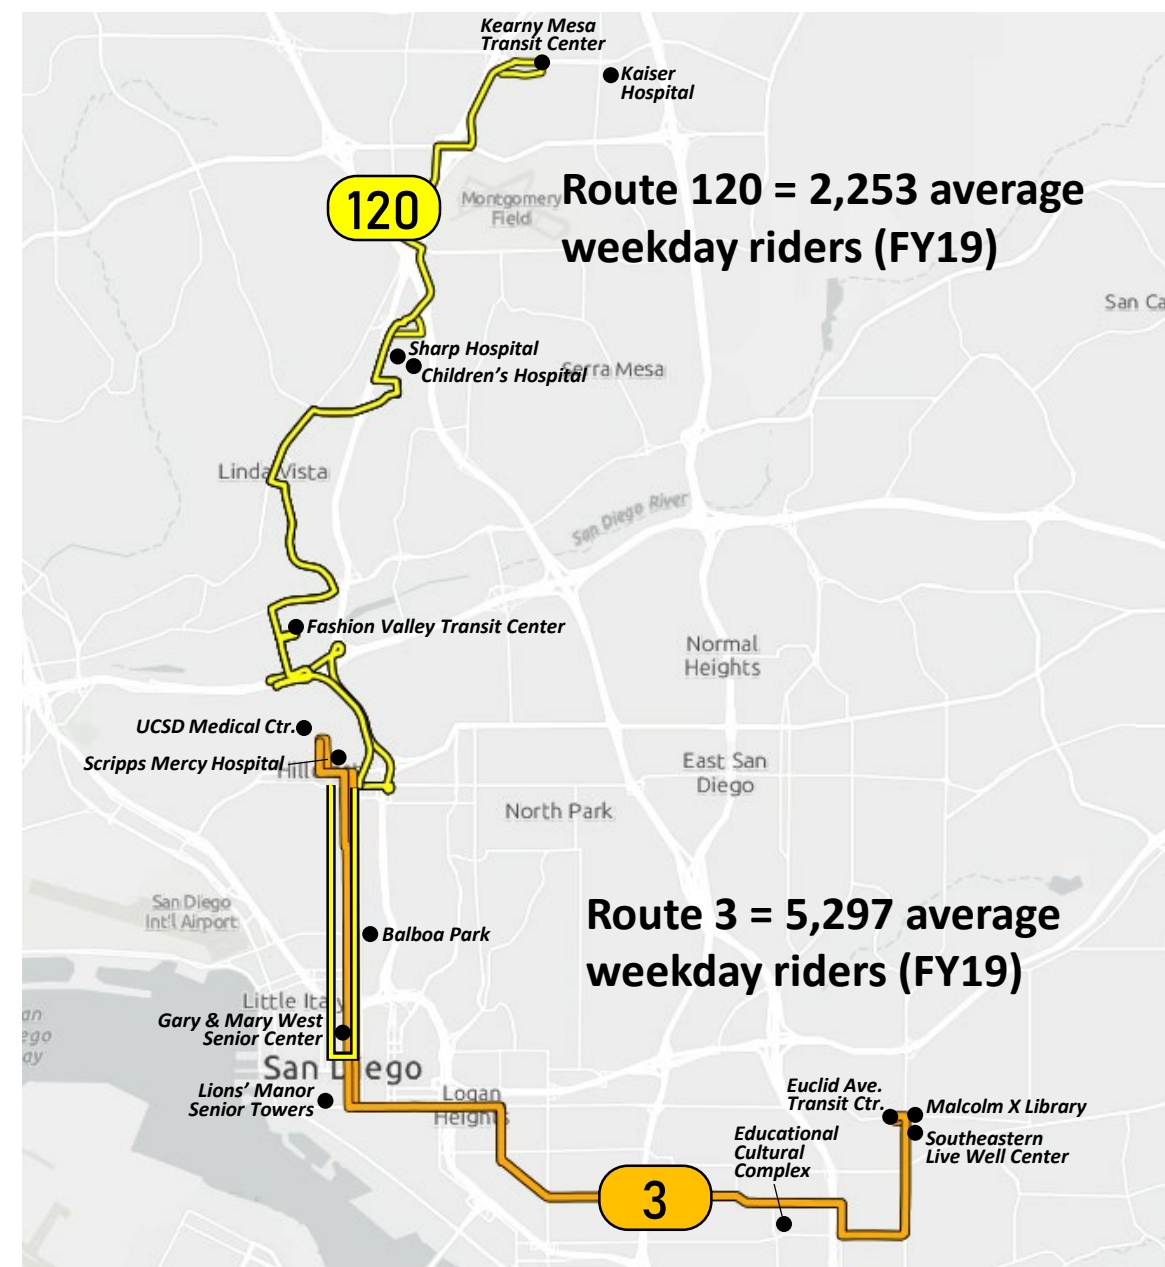 Kearny Mesa
Transit Center
Kaiser
Hospital
120
Montgomery
Field
Route 120 = 2,253 average
weekday riders (FY19)
San Ca
Sharp Hospital
Children's Hospital
Serra Mesa
Linda Vista
San Diego River
Fashion Valley Transit Center
Normal
Heights
UCSD Medical Ctr.
Scripps Mercy Hospital
East San
Diego
North Park
San Diego
Int'l Airport
Route 3 = 5,297 average
weekday riders (FY19)
Balboa Park
Little Italy
Gary & Mary West
Senior Center
an
ego
ay
San Diego
Lions' Manor
Senior Towers
Logan
Heights
Euclid Ave.
Transit Ctr.
Malcolm X Library
Southeastern
Live Well Center
Educational
Cultural
Complex
3